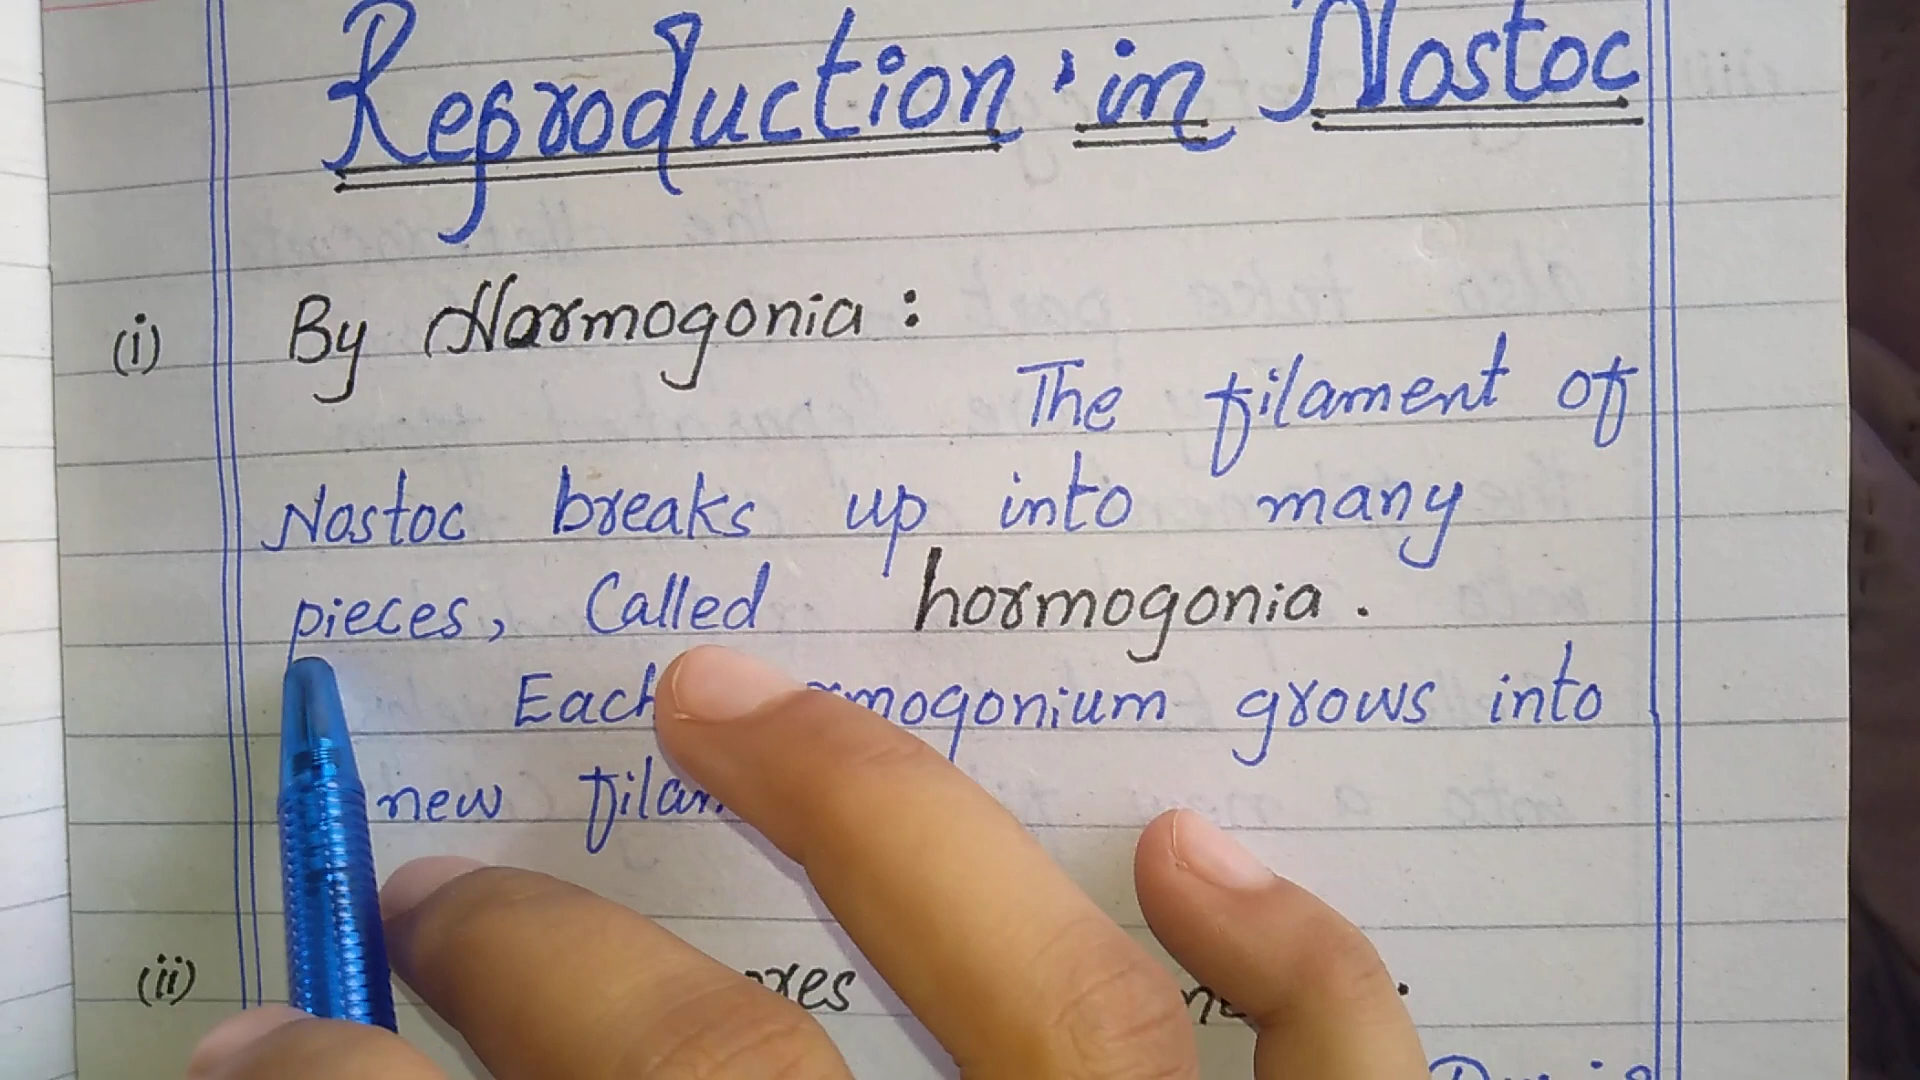 Reproduction in Nostoc
(i) By Hormogonia :
The filament of
Nostoc breaks up into many
pieces, Called hormogonia .
Each grows into
new
(ii)